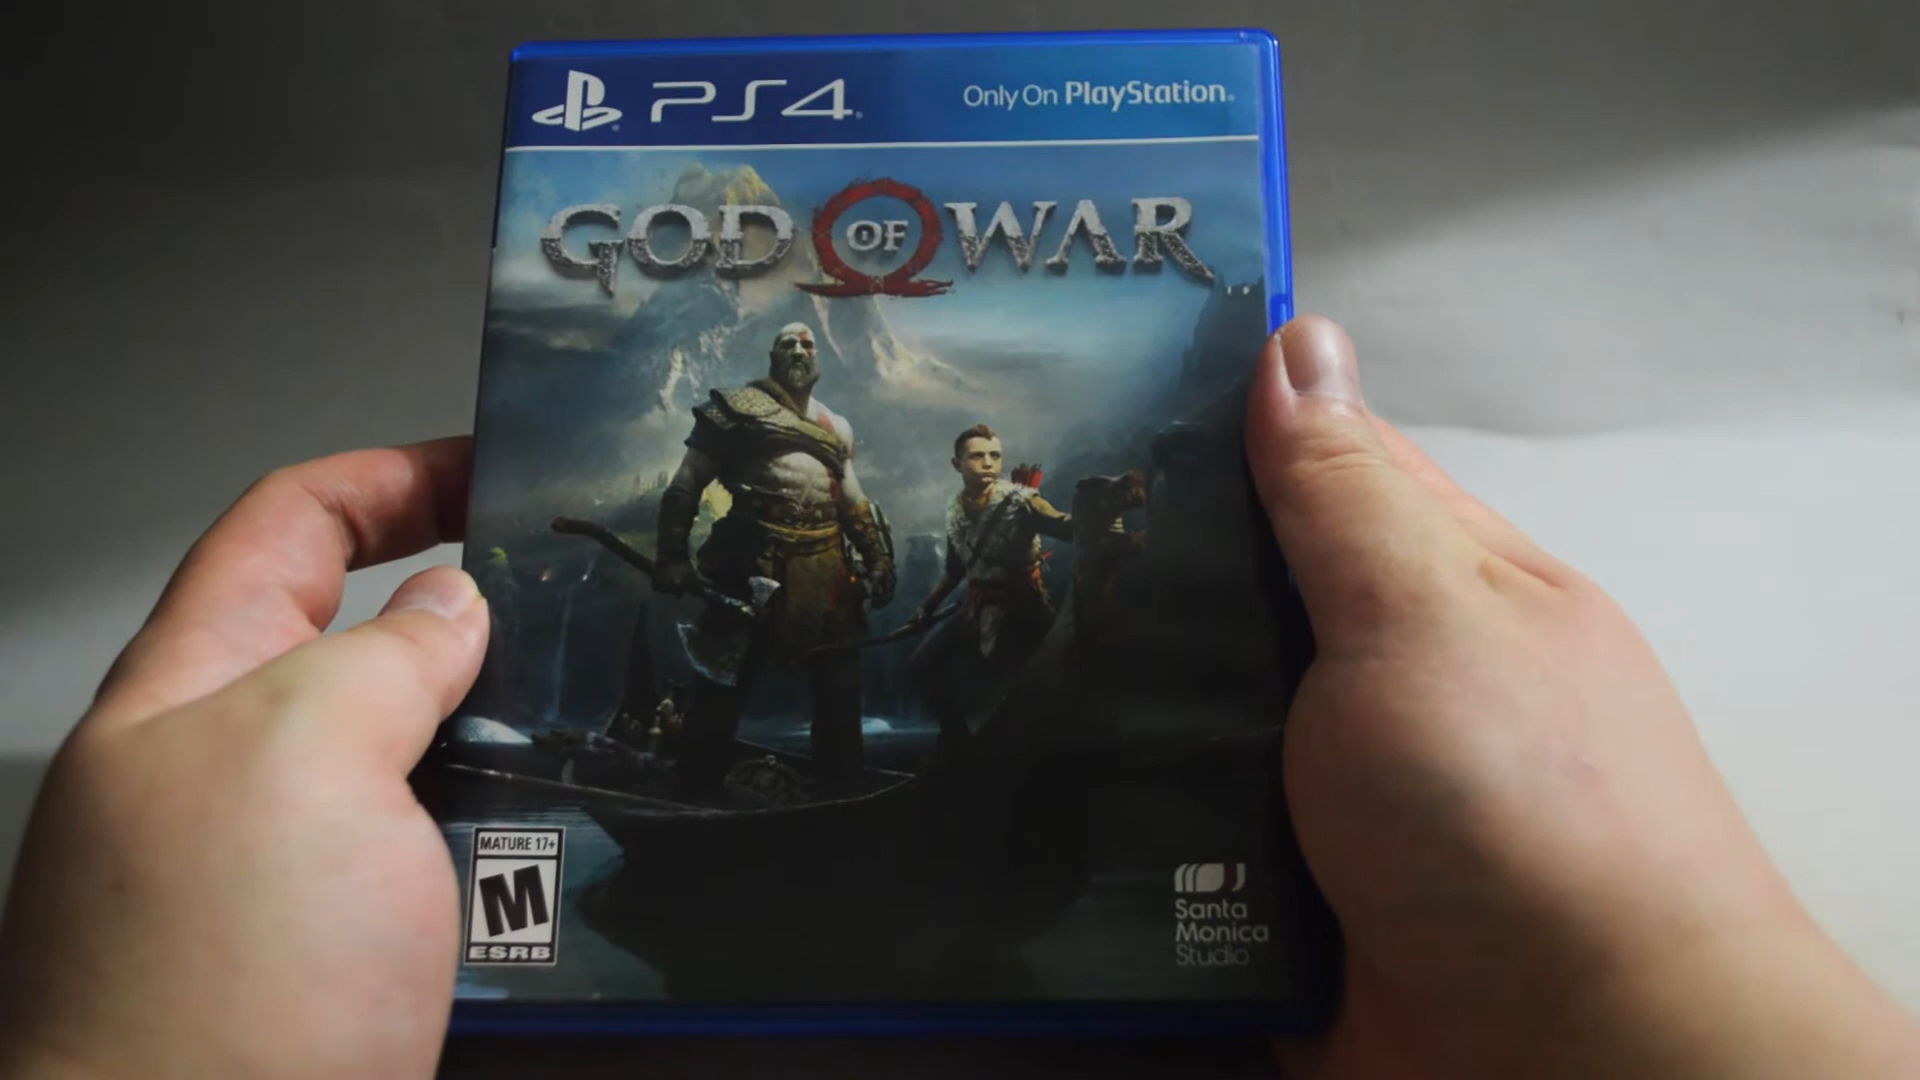 PS4
Only On PlayStation
GOD OF WAR
MATURE 17+
M
ESRB
Santa
Monica
Studio